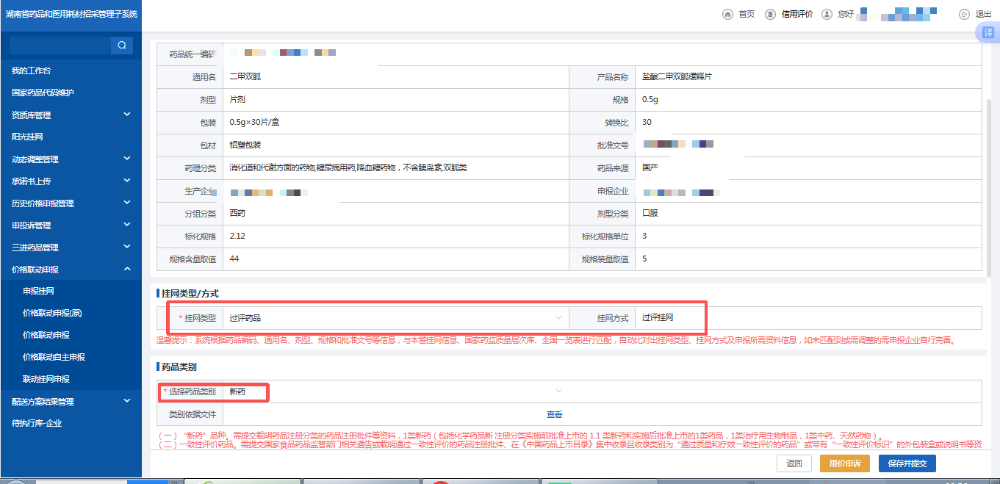 湖南省药品和医用耗材招采管理子系统
首页
信用评价
您好
退出
译
我的工作台
国家药品代码维护
资质库管理
阳光挂网
动态调整管理
承诺书上传
历史价格申报管理
申投诉管理
三进药品管理
价格联动申报
申报挂网
价格联动申报(原)
价格联动申报
价格联动自主申报
联动挂网申报
配送方案结果管理
待执行库-企业
药品统一编码
通用名 二甲双胍 产品名称 盐酸二甲双胍缓释片
剂型 片剂 规格 0.5g
包装 0.5g×30片/盒 转换比 30
包材 铝塑包装 批准文号
药理分类 消化道和代谢方面的药物,糖尿病用药,降血糖药物，不含胰岛素,双胍类 药品来源 国产
生产企业 申报企业
分组分类 西药 剂型分类 口服
标化规格 2.12 标化规格单位 3
规格含量取值 44 规格装量取值 5
挂网类型/方式
* 挂网类型 过评药品 挂网方式 过评挂网
温馨提示：系统根据药品编码、通用名、剂型、规格和批准文号等信息，与本省挂网信息、国家药监质量层次库、全国一览表进行匹配，自动比对出挂网类型、挂网方式及申报所需资料信息，如未匹配到或需调整的需申报企业自行完善。
药品类别
* 选择药品类别 新药
类别依据文件 查看
（一）“新药”品种。需提交载明药品注册分类的药品注册批件等资料，1类新药（包括化学药品新 注册分类实施前批准上市的 1.1 类新药和实施后批准上市的1类药品，1类治疗用生物制品，1类中药、天然药物）。
（二）一致性评价药品。需提交国家食品药品监管部门相关通告或载明通过一致性评价的药品注册批件、在《中国药品上市目录》集中收录且收录类别为“通过质量和疗效一致性评价的药品”或带有“一致性评价标识”的外包装盒或说明书等资
返回
限价申诉
保存并提交